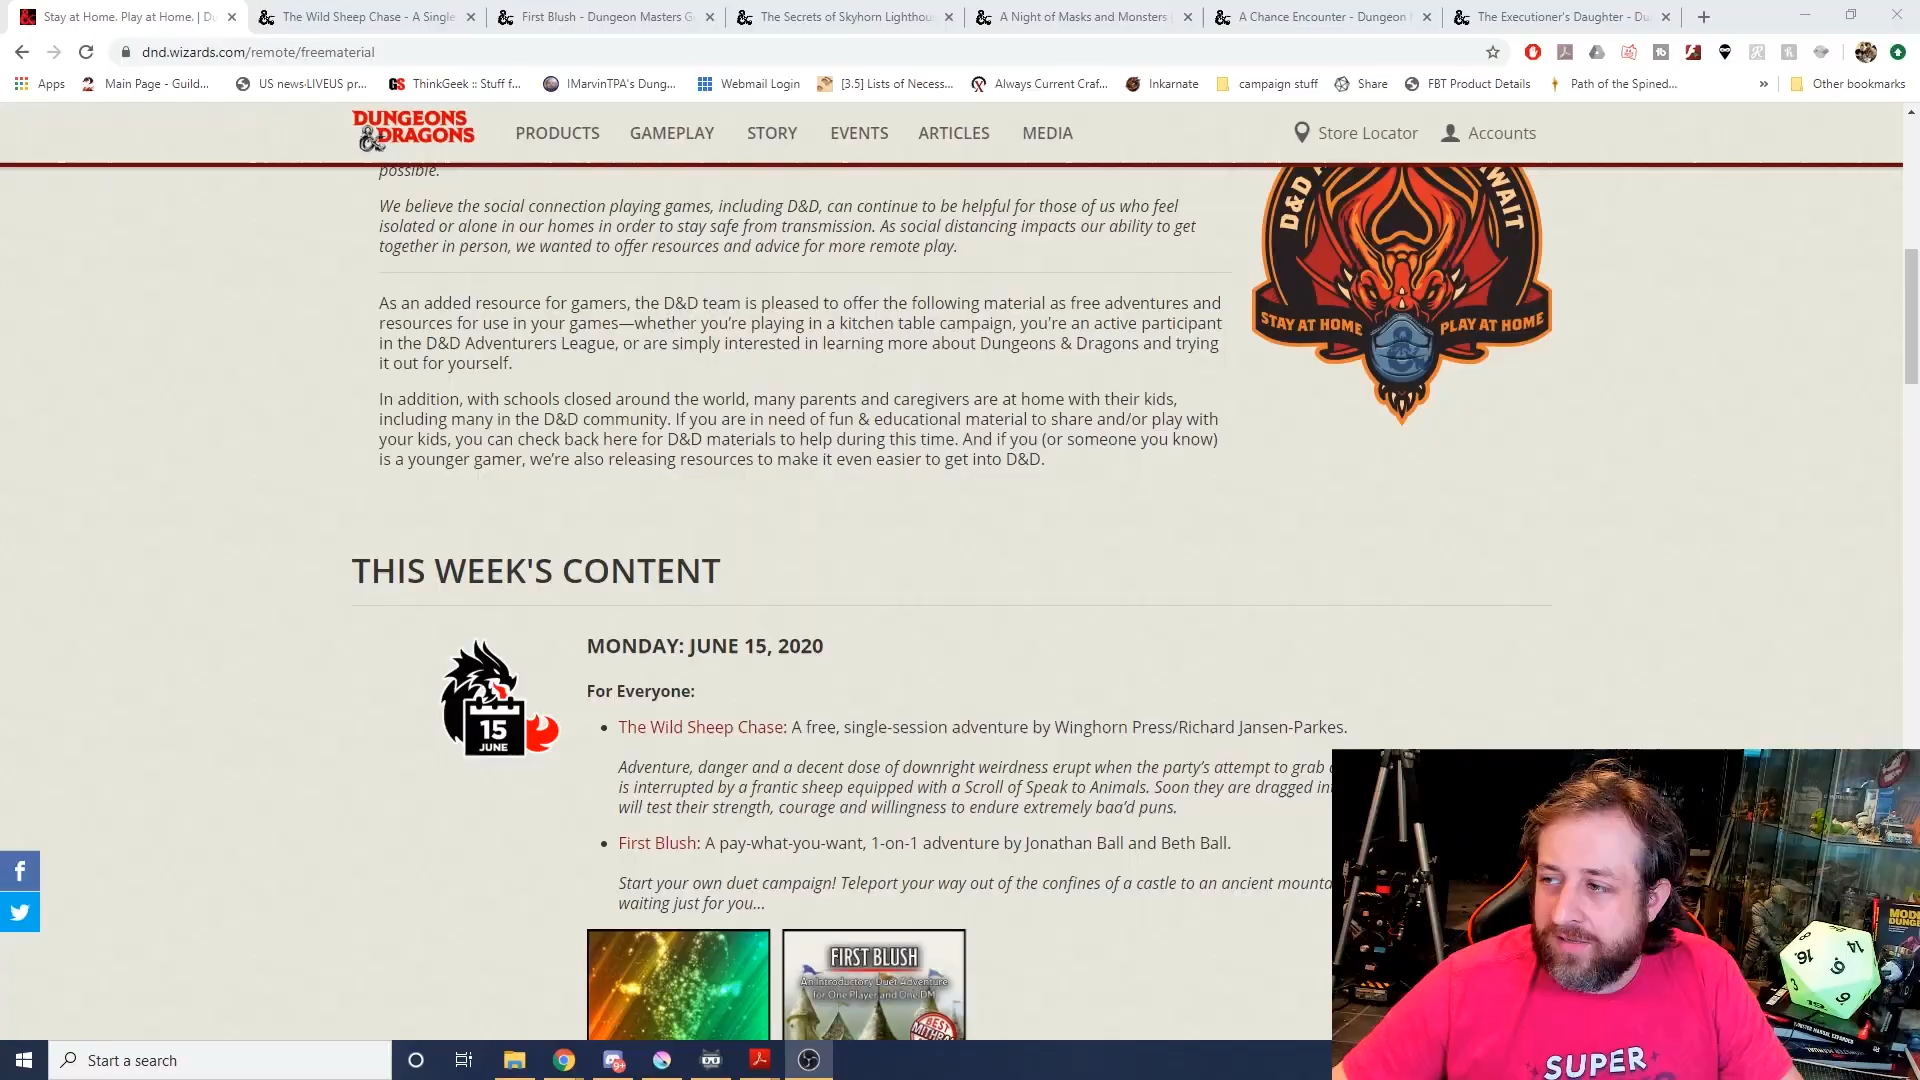 Stay at Home. Play at Home. | Du
The Wild Sheep Chase - A Single
First Blush - Dungeon Masters G
The Secrets of Skyhorn Lighthou
A Night of Masks and Monsters
A Chance Encounter - Dungeon
The Executioner's Daughter - Du
dnd.wizards.com/remote/freematerial
Apps
Main Page - Guild...
US news·LIVEUS pr...
GS
ThinkGeek :: Stuff f...
IMarvinTPA's Dung...
Webmail Login
[3.5] Lists of Necess...
Always Current Craf...
Inkarnate
campaign stuff
Share
FBT Product Details
Path of the Spined...
»
Other bookmarks
DUNGEONS & DRAGONS
PRODUCTS
GAMEPLAY
STORY
EVENTS
ARTICLES
MEDIA
Store Locator
Accounts
possible.
We believe the social connection playing games, including D&D, can continue to be helpful for those of us who feel
isolated or alone in our homes in order to stay safe from transmission. As social distancing impacts our ability to get
together in person, we wanted to offer resources and advice for more remote play.
As an added resource for gamers, the D&D team is pleased to offer the following material as free adventures and
resources for use in your games—whether you’re playing in a kitchen table campaign, you’re an active participant
in the D&D Adventurers League, or are simply interested in learning more about Dungeons & Dragons and trying
it out for yourself.
In addition, with schools closed around the world, many parents and caregivers are at home with their kids,
including many in the D&D community. If you are in need of fun & educational material to share and/or play with
your kids, you can check back here for D&D materials to help during this time. And if you (or someone you know)
is a younger gamer, we’re also releasing resources to make it even easier to get into D&D.
D&D A
WAIT
STAY AT HOME
&
PLAY AT HOME
THIS WEEK'S CONTENT
15
JUNE
MONDAY: JUNE 15, 2020
For Everyone:
• The Wild Sheep Chase: A free, single-session adventure by Winghorn Press/Richard Jansen-Parkes.
Adventure, danger and a decent dose of downright weirdness erupt when the party’s attempt to grab
is interrupted by a frantic sheep equipped with a Scroll of Speak to Animals. Soon they are dragged int
will test their strength, courage and willingness to endure extremely baa’d puns.
• First Blush: A pay-what-you-want, 1-on-1 adventure by Jonathan Ball and Beth Ball.
Start your own duet campaign! Teleport your way out of the confines of a castle to an ancient mounta
waiting just for you...
FIRST BLUSH
An Introductory Duet Adventure
for One Player and One DM
BEST
MITHR
f
SUPER
16
14
8
6
3
9
19
Start a search
9+